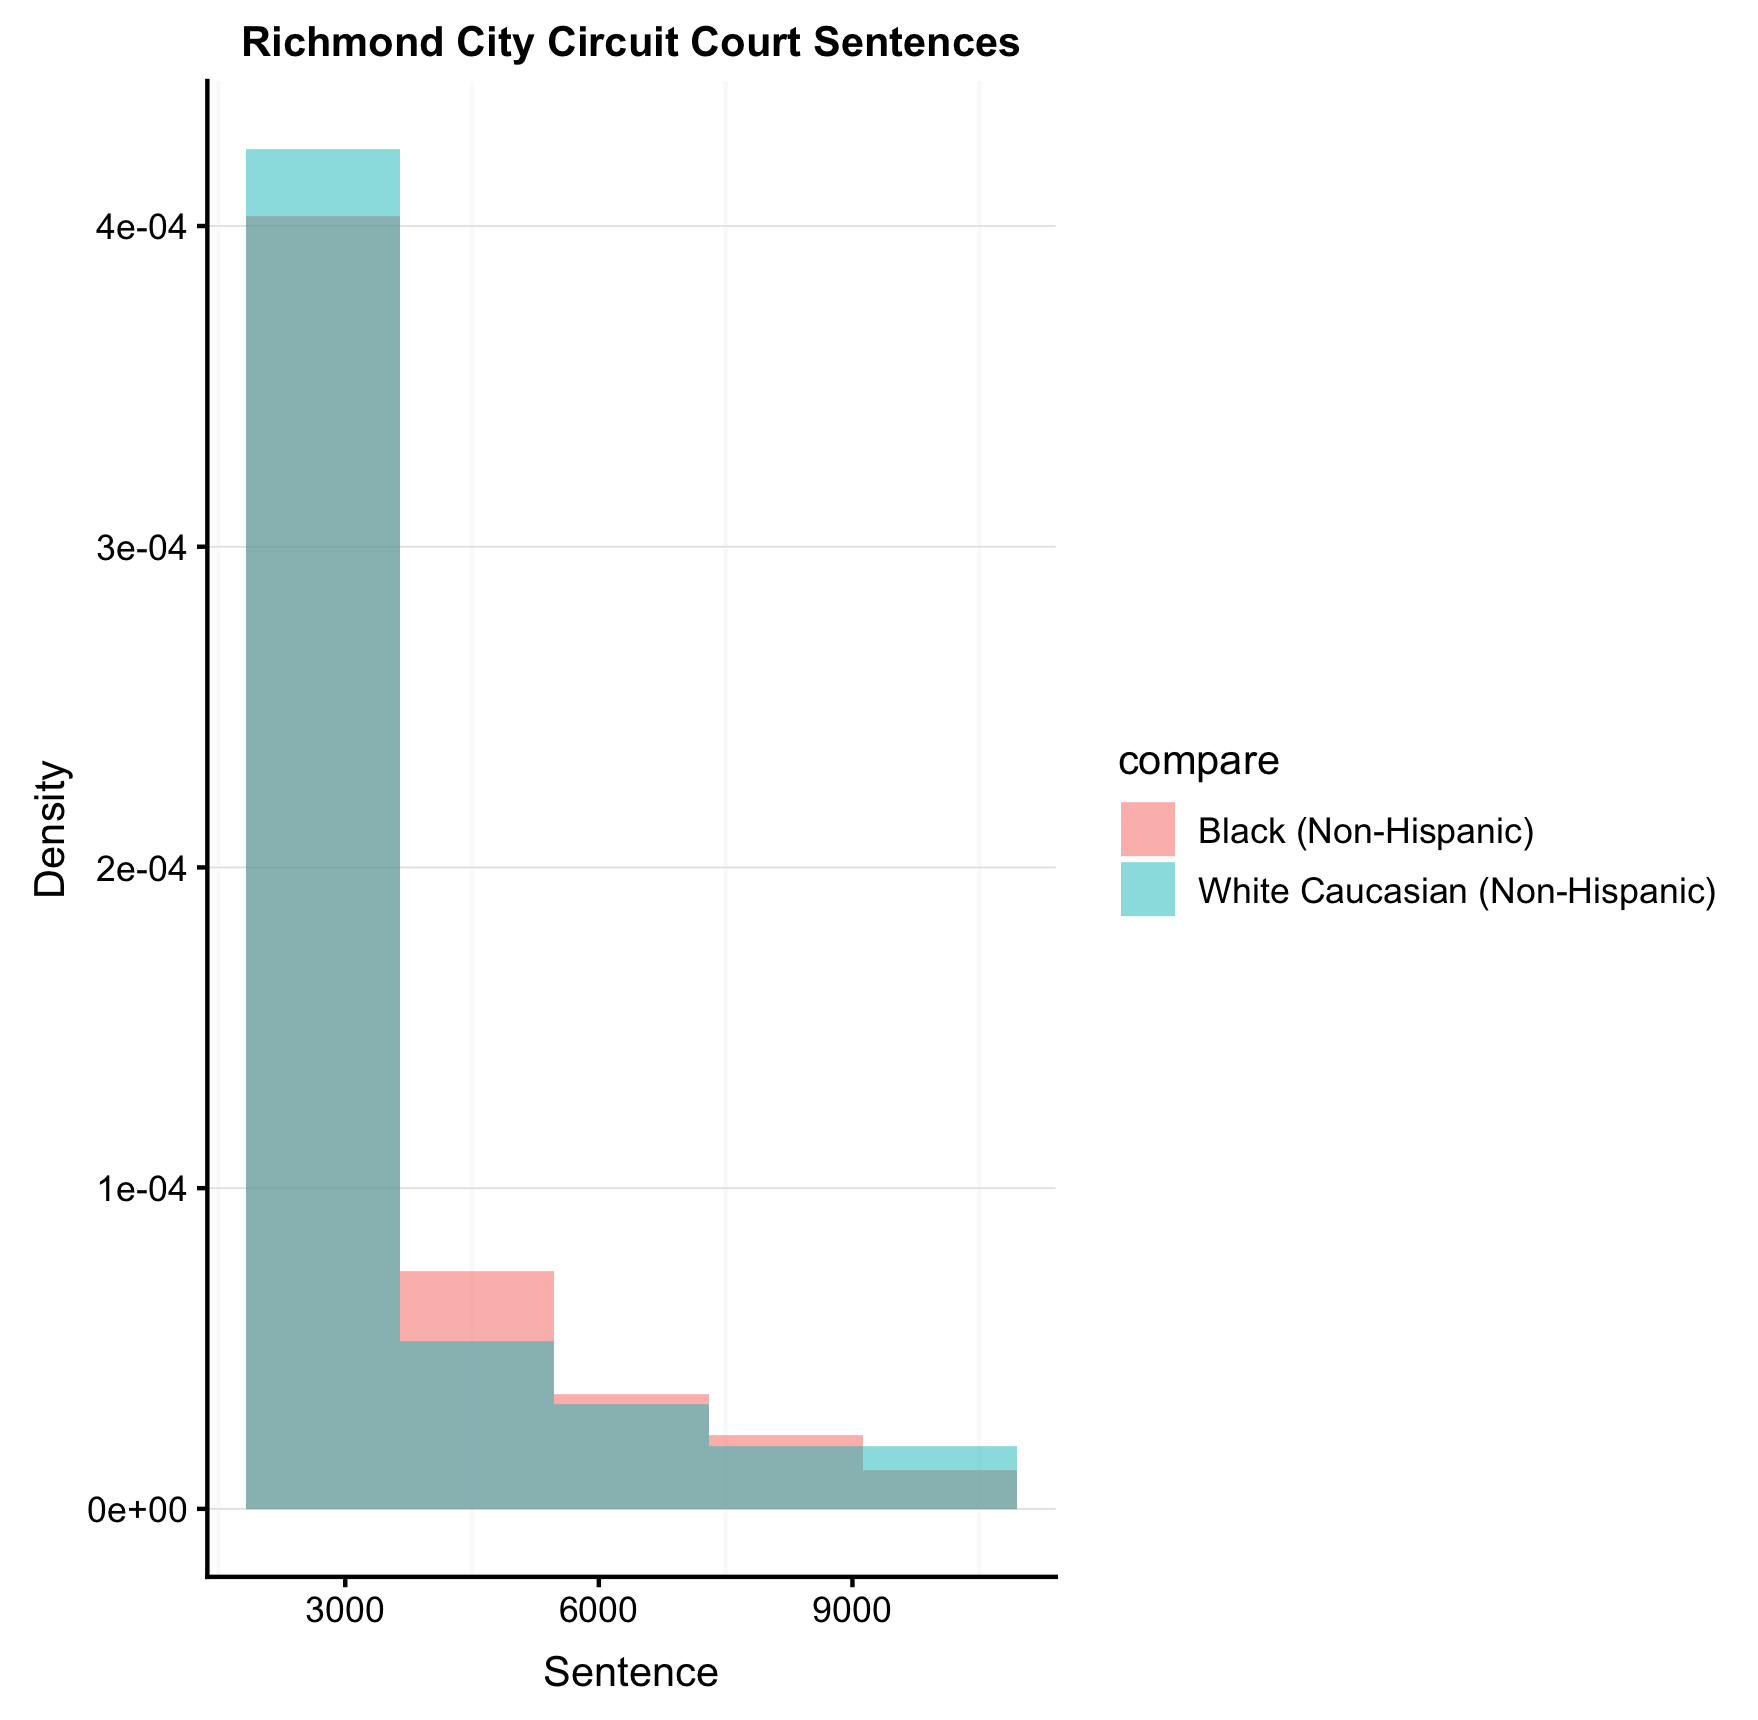 Richmond City Circuit Court Sentences
4e-04
3e-04
2e-04
1e-04
0e+00
Density
3000 6000 9000
Sentence
compare
Black (Non-Hispanic)
White Caucasian (Non-Hispanic)